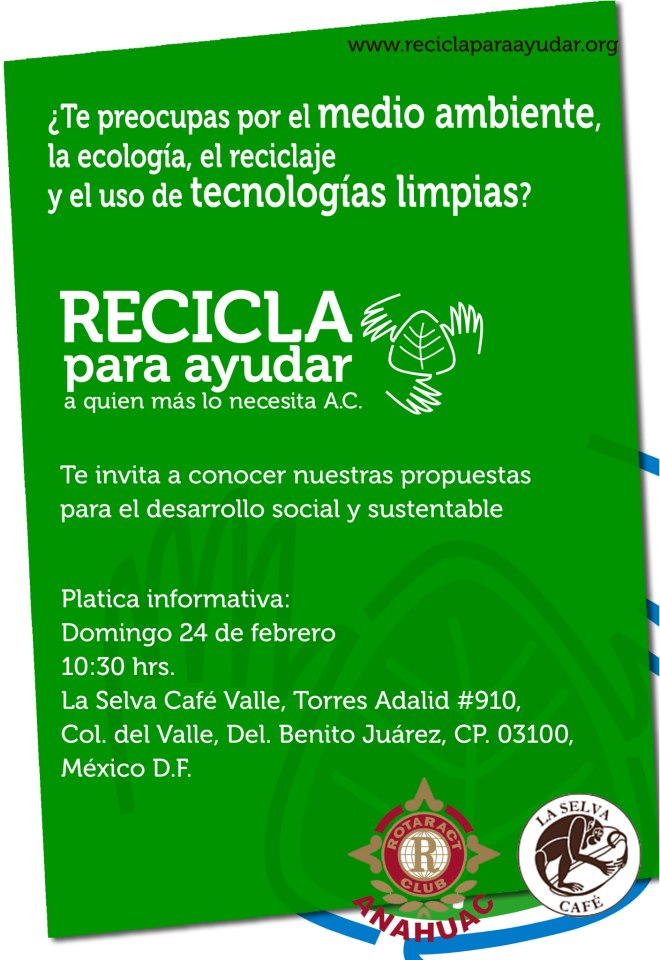 www.reciclaparaayudar.org
¿Te preocupas por el medio ambiente,
la ecología, el reciclaje
y el uso de tecnologías limpias?
RECICLA
para ayudar
a quien más lo necesita A.C.
Te invita a conocer nuestras propuestas
para el desarrollo social y sustentable
Platica informativa:
Domingo 24 de febrero
10:30 hrs.
La Selva Café Valle, Torres Adalid #910,
Col. del Valle, Del. Benito Juárez, CP. 03100,
México D.F.
ROTARACT
R
CLUB
ANAHUAC
LA SELVA
CAFÉ